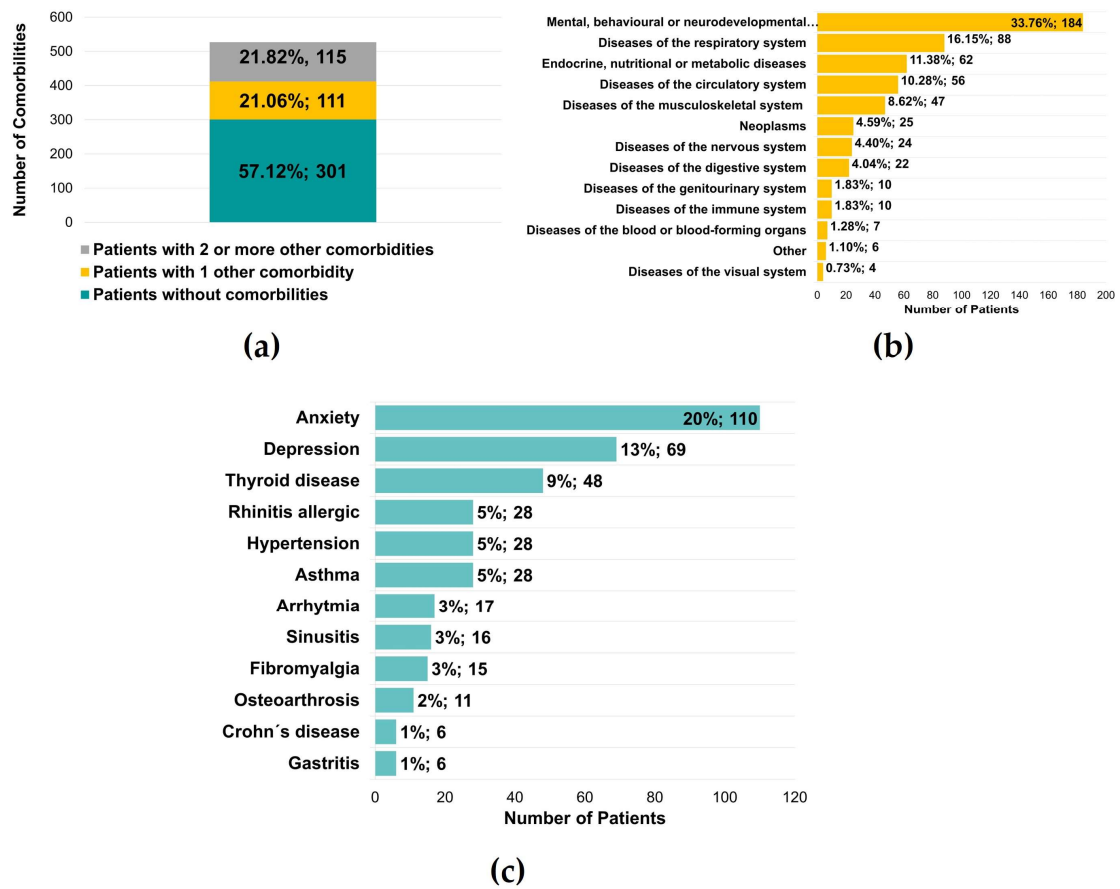 Number of Comorbilities
600
500
400
300
200
100
0
21.82%, 115
21.06%; 111
57.12%; 301
Patients with 2 or more other comorbidities
Patients with 1 other comorbidity
Patients without comorbilities
(a)
Mental, behavioural or neurodevelopmental… 33.76%; 184
Diseases of the respiratory system 16.15%; 88
Endocrine, nutritional or metabolic diseases 11.38%; 62
Diseases of the circulatory system 10.28%; 56
Diseases of the musculoskeletal system 8.62%; 47
Neoplasms 4.59%; 25
Diseases of the nervous system 4.40%; 24
Diseases of the digestive system 4.04%; 22
Diseases of the genitourinary system 1.83%; 10
Diseases of the immune system 1.83%; 10
Diseases of the blood or blood-forming organs 1.28%; 7
Other 1.10%; 6
Diseases of the visual system 0.73%; 4
0 20 40 60 80 100 120 140 160 180 200
Number of Patients
(b)
Anxiety 20%; 110
Depression 13%; 69
Thyroid disease 9%; 48
Rhinitis allergic 5%; 28
Hypertension 5%; 28
Asthma 5%; 28
Arrhytmia 3%; 17
Sinusitis 3%; 16
Fibromyalgia 3%; 15
Osteoarthrosis 2%; 11
Crohn´s disease 1%; 6
Gastritis 1%; 6
0 20 40 60 80 100 120
Number of Patients
(c)